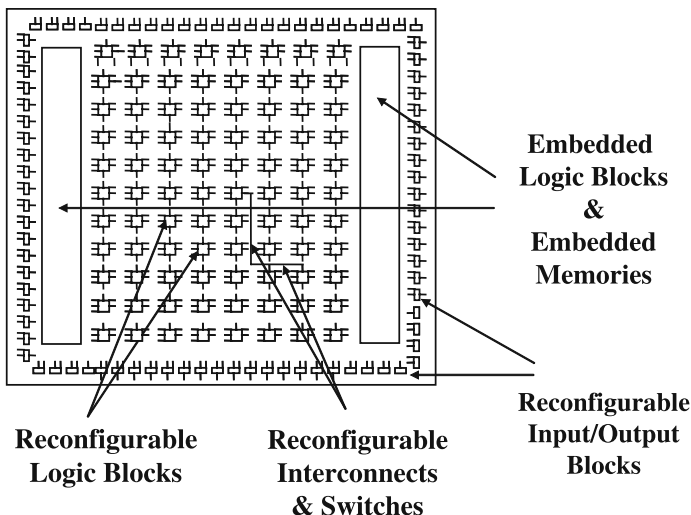 Embedded
Logic Blocks
&
Embedded
Memories
Reconfigurable
Input/Output
Blocks
Reconfigurable
Logic Blocks
Reconfigurable
Interconnects
& Switches